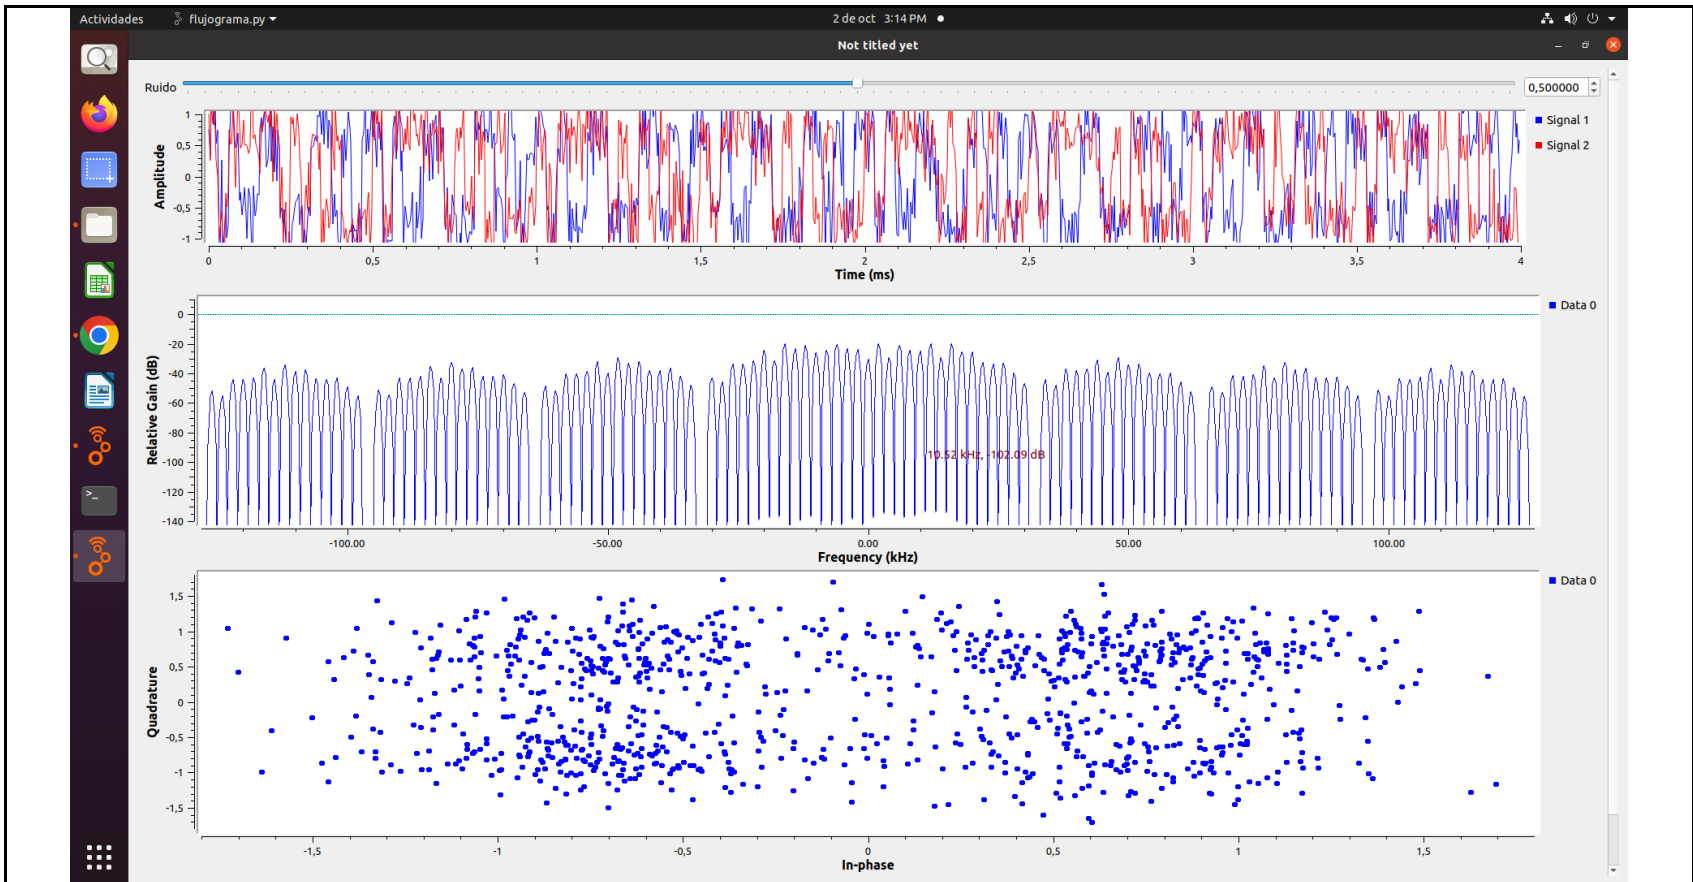 Actividades flujograma.py 2 de oct 3:14 PM
Not titled yet
Ruido 0,500000
Amplitude
1
0,5
0
-0,5
-1
0 0,5 1 1,5 2 2,5 3 3,5 4
Time (ms)
Signal 1
Signal 2
Relative Gain (dB)
0
-20
-40
-60
-80
-100
-120
-140
10.52 kHz, -102.09 dB
-100.00 -50.00 0.00 50.00 100.00
Frequency (kHz)
Data 0
Quadrature
1,5
1
0,5
0
-0,5
-1
-1,5
-1,5 -1 -0,5 0 0,5 1 1,5
In-phase
Data 0